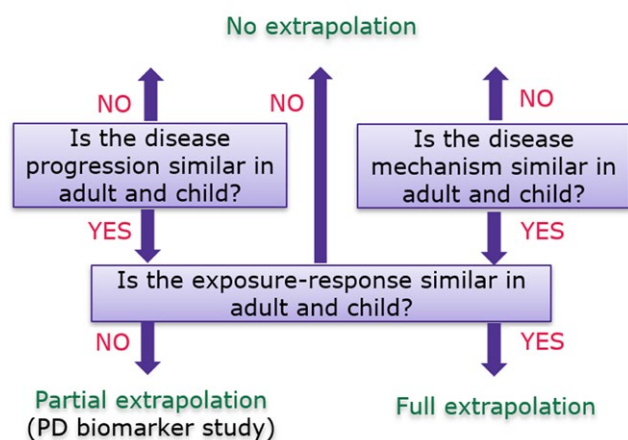 No extrapolation
NO
NO
NO
Is the disease
progression similar in
adult and child?
Is the disease
mechanism similar in
adult and child?
YES
YES
Is the exposure-response similar in
adult and child?
NO
YES
Partial extrapolation
(PD biomarker study)
Full extrapolation